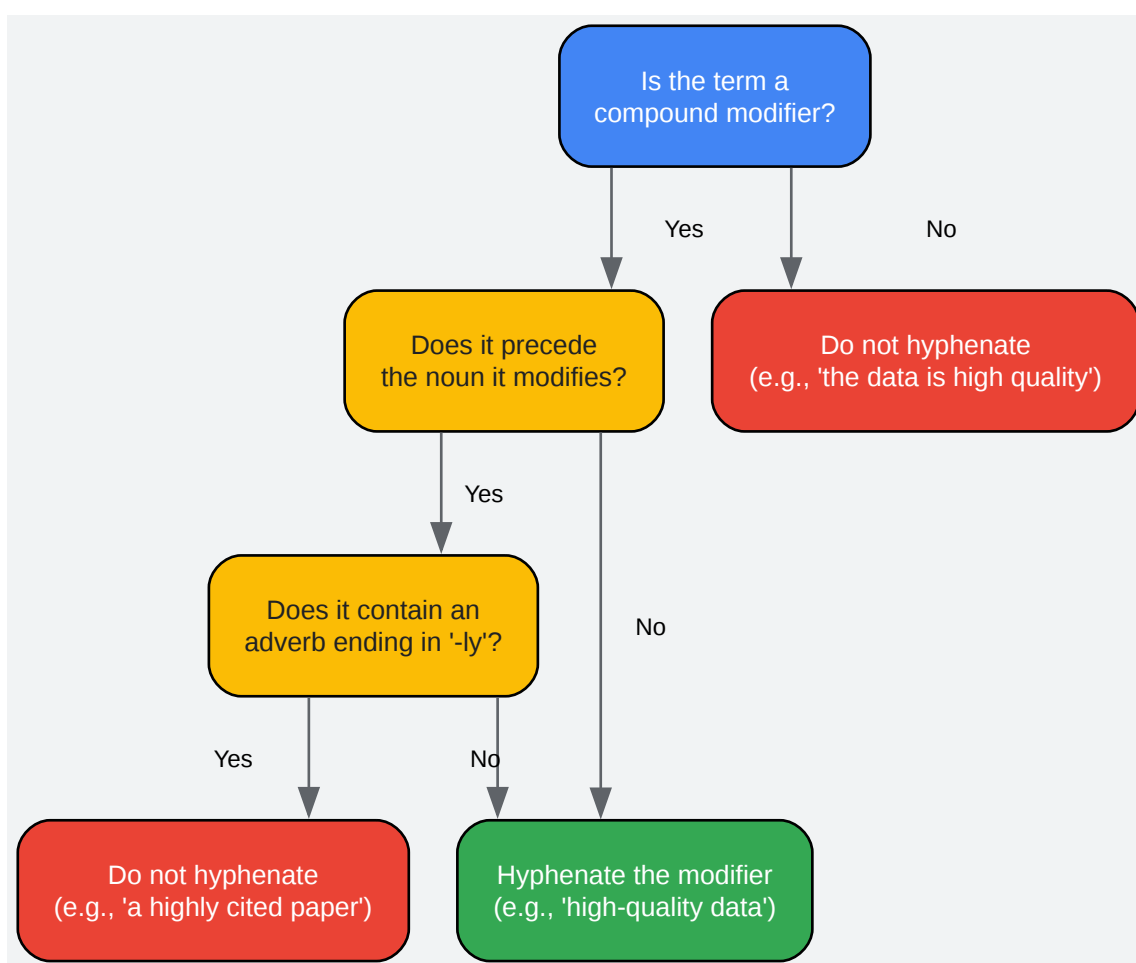 Is the term a
compound modifier?
Yes
No
Does it precede
the noun it modifies?
Do not hyphenate
(e.g., 'the data is high quality')
Yes
Does it contain an
adverb ending in '-ly'?
No
Yes
No
Do not hyphenate
(e.g., 'a highly cited paper')
Hyphenate the modifier
(e.g., 'high-quality data')